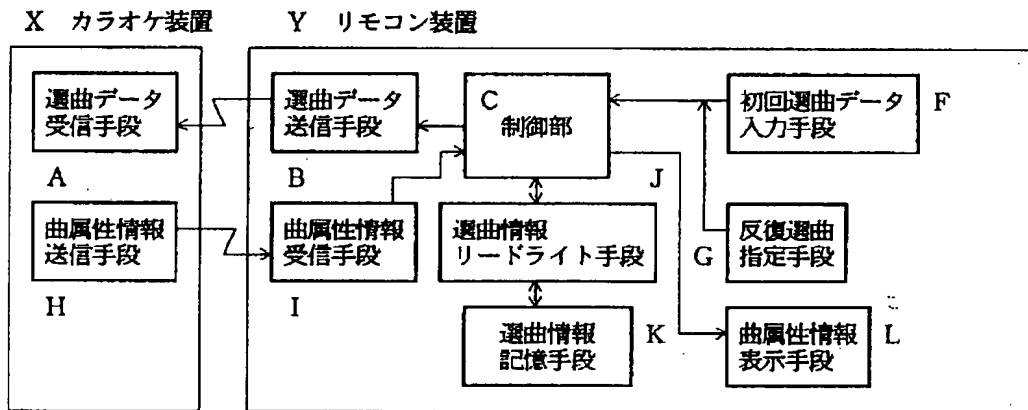 X カラオケ装置
Y リモコン装置
選曲データ
受信手段
A
選曲データ
送信手段
B
C
制御部
初回選曲データ
入力手段
F
曲属性情報
送信手段
H
曲属性情報
受信手段
I
J
選曲情報
リードライト手段
G
反復選曲
指定手段
選曲情報
記憶手段
K
曲属性情報
表示手段
L